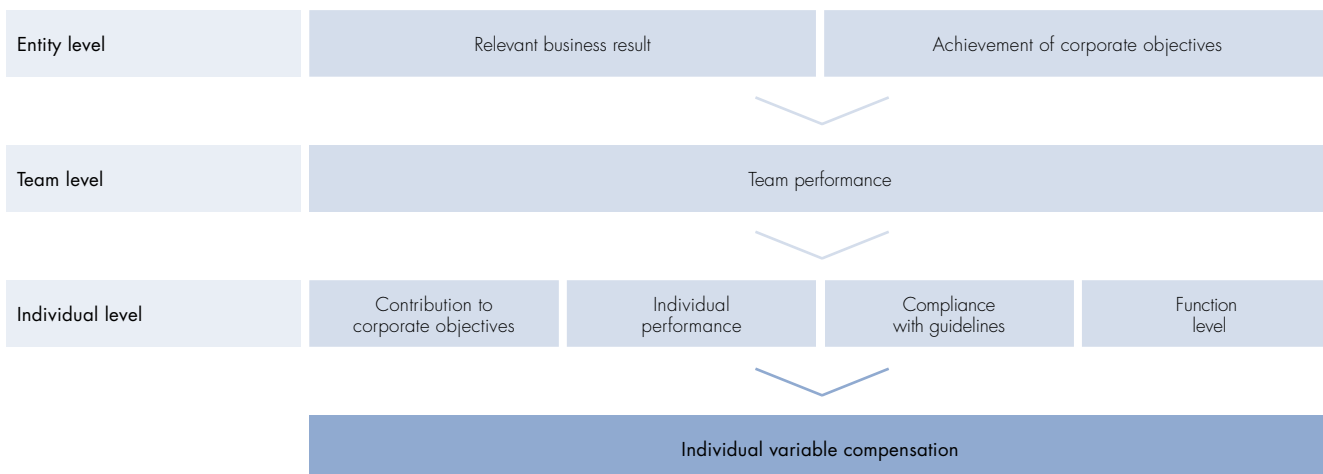 Entity level
Relevant business result
Achievement of corporate objectives
Team level
Team performance
Individual level
Contribution to
corporate objectives
Individual
performance
Compliance
with guidelines
Function
level
Individual variable compensation